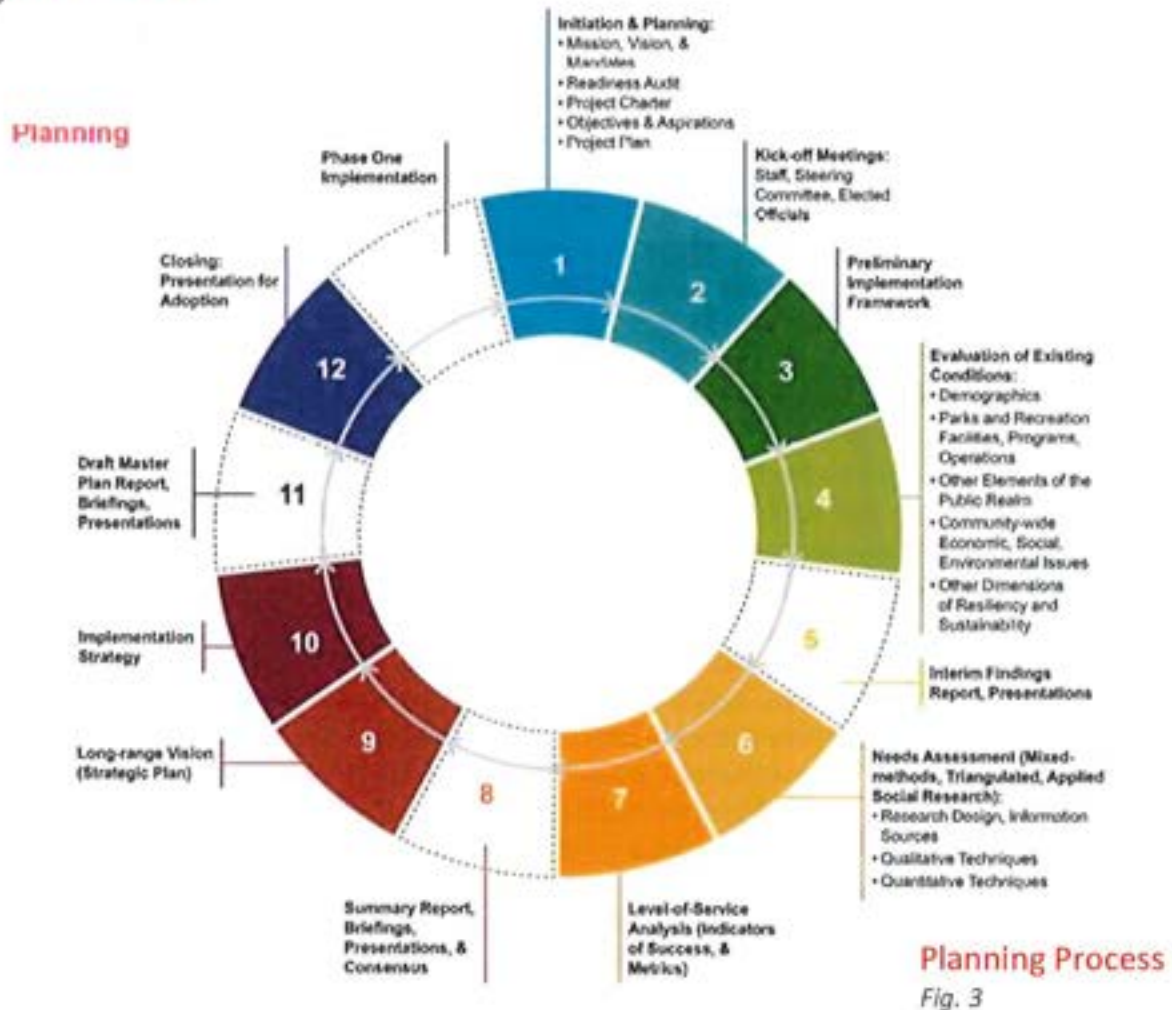 Planning
Initiation & Planning:
• Mission, Vision, &
Mandates
• Readiness Audit
• Project Charter
• Objectives & Aspirations
• Project Plan
Kick-off Meetings:
Staff, Steering
Committee, Elected
Officials
Preliminary
Implementation
Framework
Evaluation of Existing
Conditions:
• Demographics
• Parks and Recreation
Facilities, Programs,
Operations
• Other Elements of the
Public Realm
• Community-wide
Economic, Social,
Environmental Issues
• Other Dimensions
of Resiliency and
Sustainability
Interim Findings
Report, Presentations
Needs Assessment (Mixed-
methods, Triangulated, Applied
Social Research):
• Research Design, Information
Sources
• Qualitative Techniques
• Quantitative Techniques
Level-of-Service
Analysis (Indicators
of Success, &
Metrics)
Summary Report,
Briefings,
Presentations, &
Consensus
Long-range Vision
(Strategic Plan)
Implementation
Strategy
Draft Master
Plan Report,
Briefings,
Presentations
Closing:
Presentation for
Adoption
Phase One
Implementation
1
2
3
4
5
6
7
8
9
10
11
12
Planning Process
Fig. 3